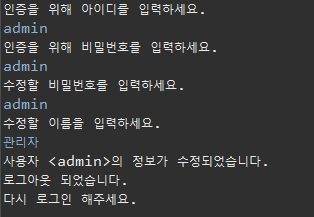 인증을 위해 아이디를 입력하세요.
admin
인증을 위해 비밀번호를 입력하세요.
admin
수정할 비밀번호를 입력하세요.
admin
수정할 이름을 입력하세요.
관리자
사용자 <admin>의 정보가 수정되었습니다.
로그아웃 되었습니다.
다시 로그인 해주세요.